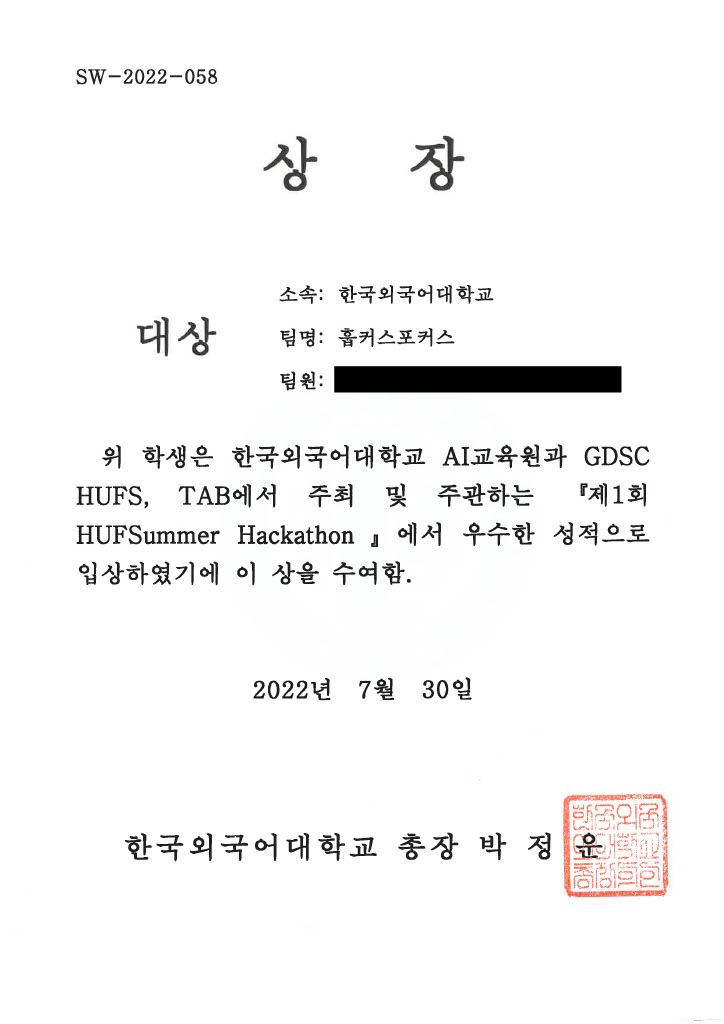 SW-2022-058
상 장
대상
소속: 한국외국어대학교
팀명: 훕커스포커스
팀원:
위 학생은 한국외국어대학교 AI교육원과 GDSC
HUFS, TAB에서 주최 및 주관하는 『제1회
HUFSummer Hackathon 』에서 우수한 성적으로
입상하였기에 이 상을 수여함.
2022년 7월 30일
한국외국어대학교 총장 박 정 운